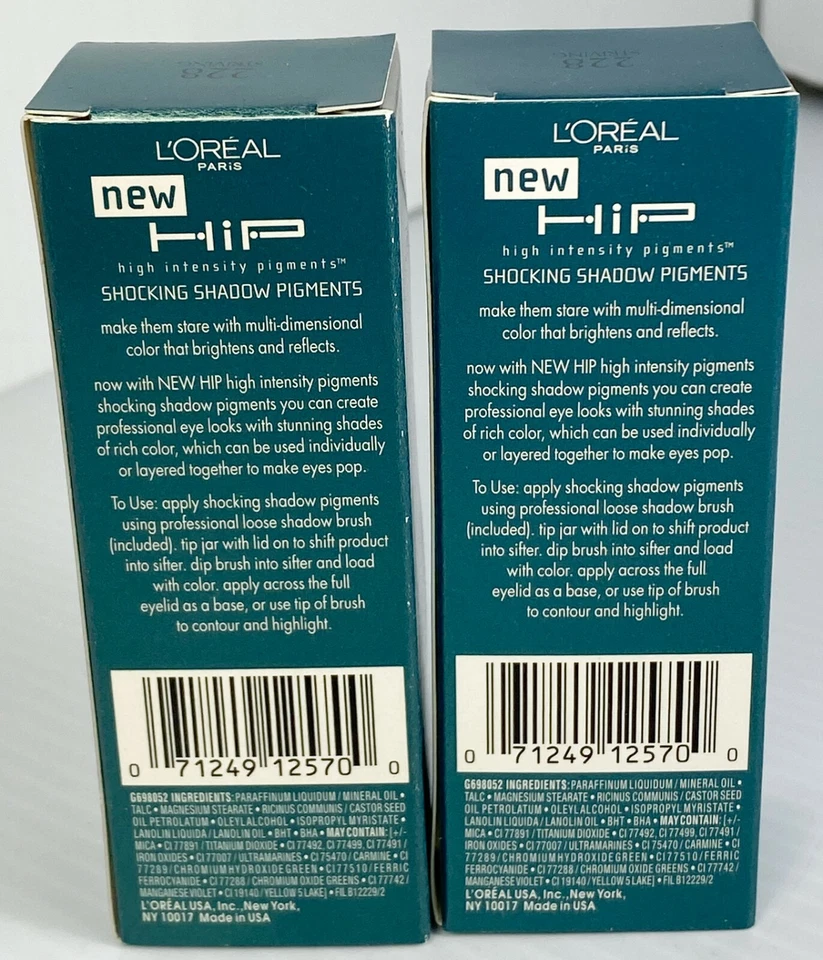 228
STRIVING
L'ORÉAL
PARIS
new
HiP
high intensity pigments™
SHOCKING SHADOW PIGMENTS
make them stare with multi-dimensional
color that brightens and reflects.
now with NEW HIP high intensity pigments
shocking shadow pigments you can create
professional eye looks with stunning shades
of rich color, which can be used individually
or layered together to make eyes pop.
To Use: apply shocking shadow pigments
using professional loose shadow brush
(included). tip jar with lid on to shift product
into sifter. dip brush into sifter and load
with color. apply across the full
eyelid as a base, or use tip of brush
to contour and highlight.
0 71249 12570 0
G698052 INGREDIENTS: PARAFFINUM LIQUIDUM / MINERAL OIL •
TALC • MAGNESIUM STEARATE • RICINUS COMMUNIS / CASTOR SEED
OIL PETROLATUM • OLEYL ALCOHOL • ISOPROPYL MYRISTATE •
LANOLIN LIQUIDA / LANOLIN OIL • BHT • BHA • MAY CONTAIN: [+/-
MICA • CI 77891 / TITANIUM DIOXIDE • CI 77492, CI 77499, CI 77491 /
IRON OXIDES • CI 77007 / ULTRAMARINES • CI 75470 / CARMINE • CI
77289 / CHROMIUM HYDROXIDE GREEN • CI 77510 / FERRIC
FERROCYANIDE • CI 77288 / CHROMIUM OXIDE GREENS • CI 77742 /
MANGANESE VIOLET • CI 19140 / YELLOW 5 LAKE] • FIL B12229/2
L'ORÉAL USA, Inc., New York,
NY 10017 Made in USA
228
STRIVING
L'ORÉAL
PARIS
new
HiP
high intensity pigments™
SHOCKING SHADOW PIGMENTS
make them stare with multi-dimensional
color that brightens and reflects.
now with NEW HIP high intensity pigments
shocking shadow pigments you can create
professional eye looks with stunning shades
of rich color, which can be used individually
or layered together to make eyes pop.
To Use: apply shocking shadow pigments
using professional loose shadow brush
(included). tip jar with lid on to shift product
into sifter. dip brush into sifter and load
with color. apply across the full
eyelid as a base, or use tip of brush
to contour and highlight.
0 71249 12570 0
G698052 INGREDIENTS: PARAFFINUM LIQUIDUM / MINERAL OIL •
TALC • MAGNESIUM STEARATE • RICINUS COMMUNIS / CASTOR SEED
OIL PETROLATUM • OLEYL ALCOHOL • ISOPROPYL MYRISTATE •
LANOLIN LIQUIDA / LANOLIN OIL • BHT • BHA • MAY CONTAIN: [+/-
MICA • CI 77891 / TITANIUM DIOXIDE • CI 77492, CI 77499, CI 77491 /
IRON OXIDES • CI 77007 / ULTRAMARINES • CI 75470 / CARMINE • CI
77289 / CHROMIUM HYDROXIDE GREEN • CI 77510 / FERRIC
FERROCYANIDE • CI 77288 / CHROMIUM OXIDE GREENS • CI 77742 /
MANGANESE VIOLET • CI 19140 / YELLOW 5 LAKE] • FIL B12229/2
L'ORÉAL USA, Inc., New York,
NY 10017 Made in USA